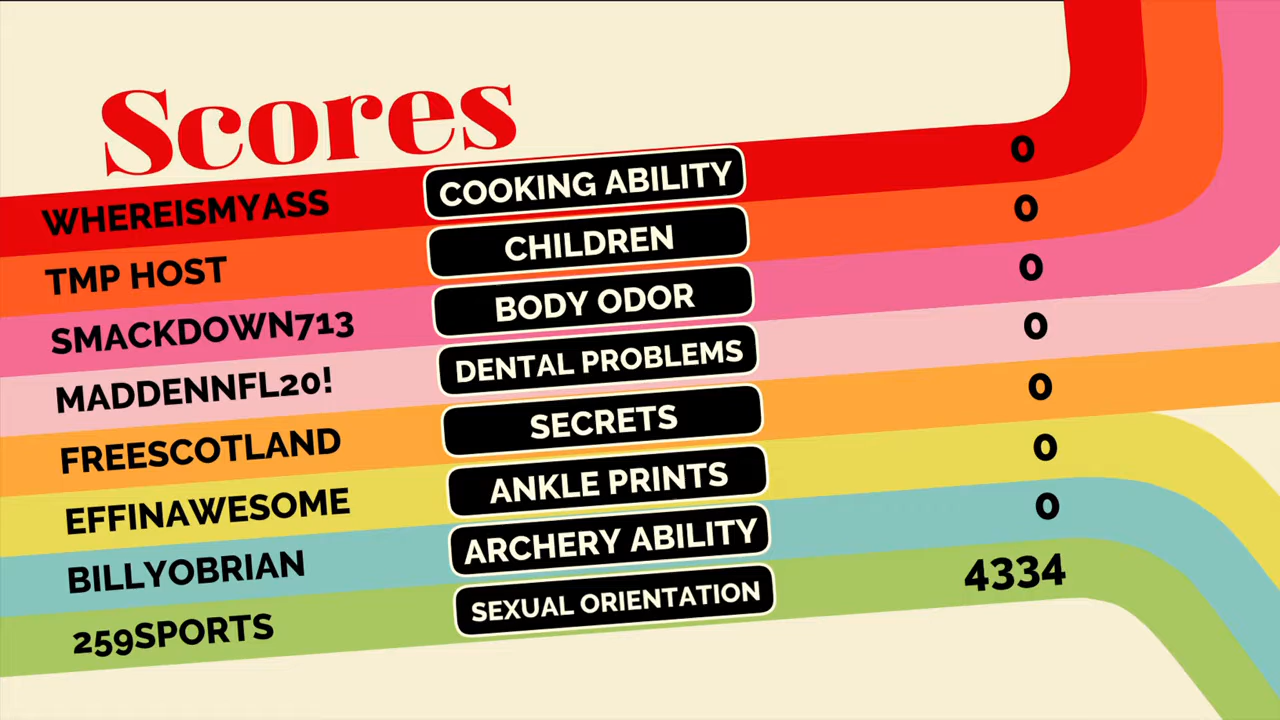 Scores
WHEREISMYASS COOKING ABILITY 0
TMP HOST CHILDREN 0
SMACKDOWN713 BODY ODOR 0
MADDENNFL20! DENTAL PROBLEMS 0
FREESCOTLAND SECRETS 0
EFFINAWESOME ANKLE PRINTS 0
BILLYOBRIAN ARCHERY ABILITY 0
259SPORTS SEXUAL ORIENTATION 4334